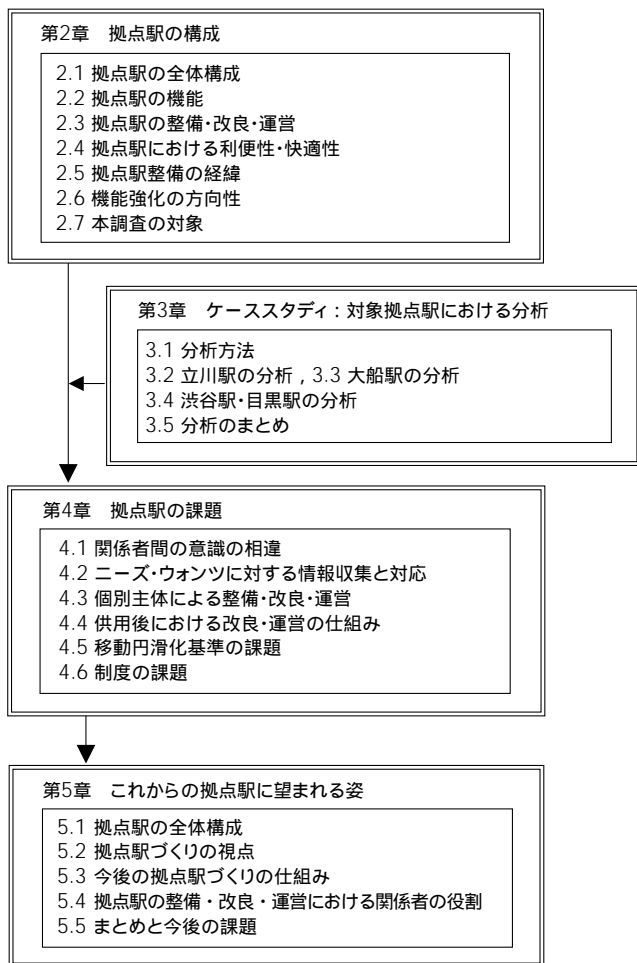 第2章　拠点駅の構成
2.1 拠点駅の全体構成
2.2 拠点駅の機能
2.3 拠点駅の整備・改良・運営
2.4 拠点駅における利便性・快適性
2.5 拠点駅整備の経緯
2.6 機能強化の方向性
2.7 本調査の対象
第3章　ケーススタディ：対象拠点駅における分析
3.1 分析方法
3.2 立川駅の分析 , 3.3 大船駅の分析
3.4 渋谷駅・目黒駅の分析
3.5 分析のまとめ
第4章　拠点駅の課題
4.1 関係者間の意識の相違
4.2 ニーズ・ウォンツに対する情報収集と対応
4.3 個別主体による整備・改良・運営
4.4 供用後における改良・運営の仕組み
4.5 移動円滑化基準の課題
4.6 制度の課題
第5章　これからの拠点駅に望まれる姿
5.1 拠点駅の全体構成
5.2 拠点駅づくりの視点
5.3 今後の拠点駅づくりの仕組み
5.4 拠点駅の整備・改良・運営における関係者の役割
5.5 まとめと今後の課題